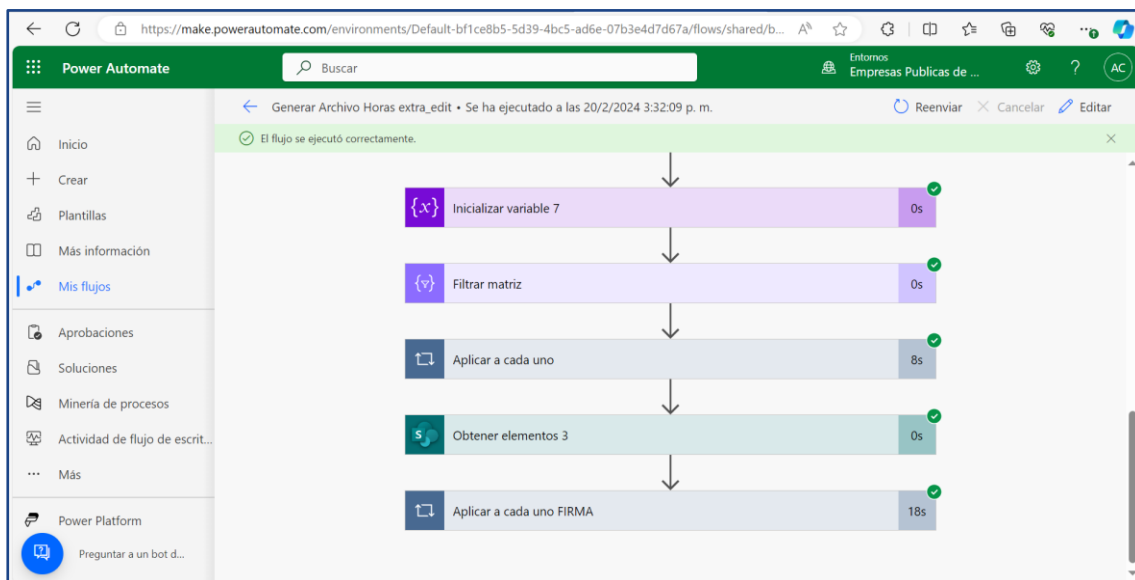 https://make.powerautomate.com/environments/Default-bf1ce8b5-5d39-4bc5-ad6e-07b3e4d7d67a/flows/shared/b...
Power Automate
Buscar
Entornos
Empresas Publicas de ...
?
AC
Generar Archivo Horas extra_edit • Se ha ejecutado a las 20/2/2024 3:32:09 p. m.
Reenviar
Cancelar
Editar
El flujo se ejecutó correctamente.
Inicio
Crear
Plantillas
Más información
Mis flujos
Aprobaciones
Soluciones
Minería de procesos
Actividad de flujo de escrit...
Más
Power Platform
Preguntar a un bot d...
{x} Inicializar variable 7 0s
Filtrar matriz 0s
Aplicar a cada uno 8s
S Obtener elementos 3 0s
Aplicar a cada uno FIRMA 18s